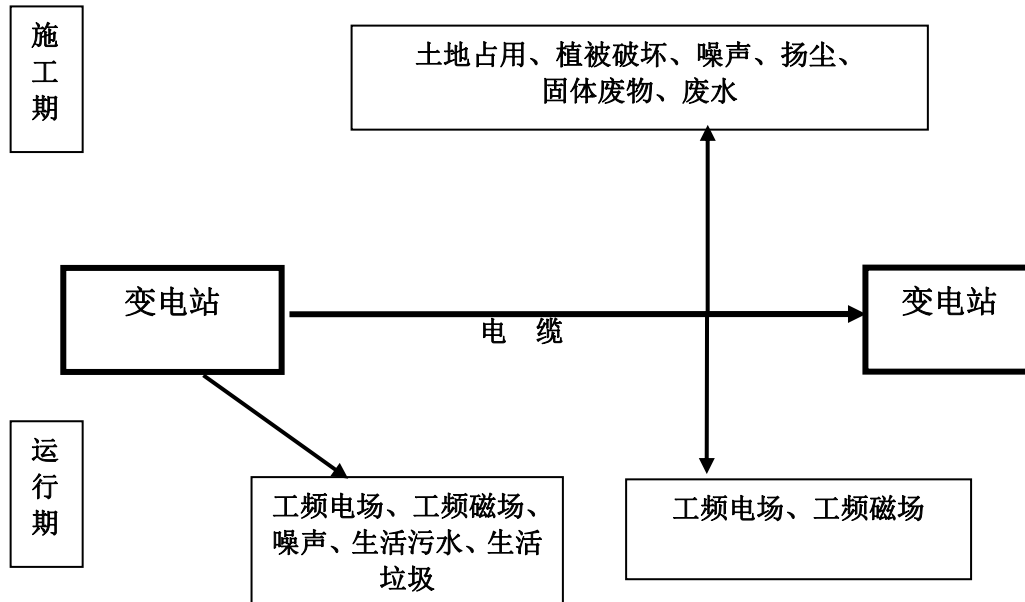 施
工
期
土地占用、植被破坏、噪声、扬尘、
固体废物、废水
变电站
电 缆
变电站
运
行
期
工频电场、工频磁场、
噪声、生活污水、生活
垃圾
工频电场、工频磁场